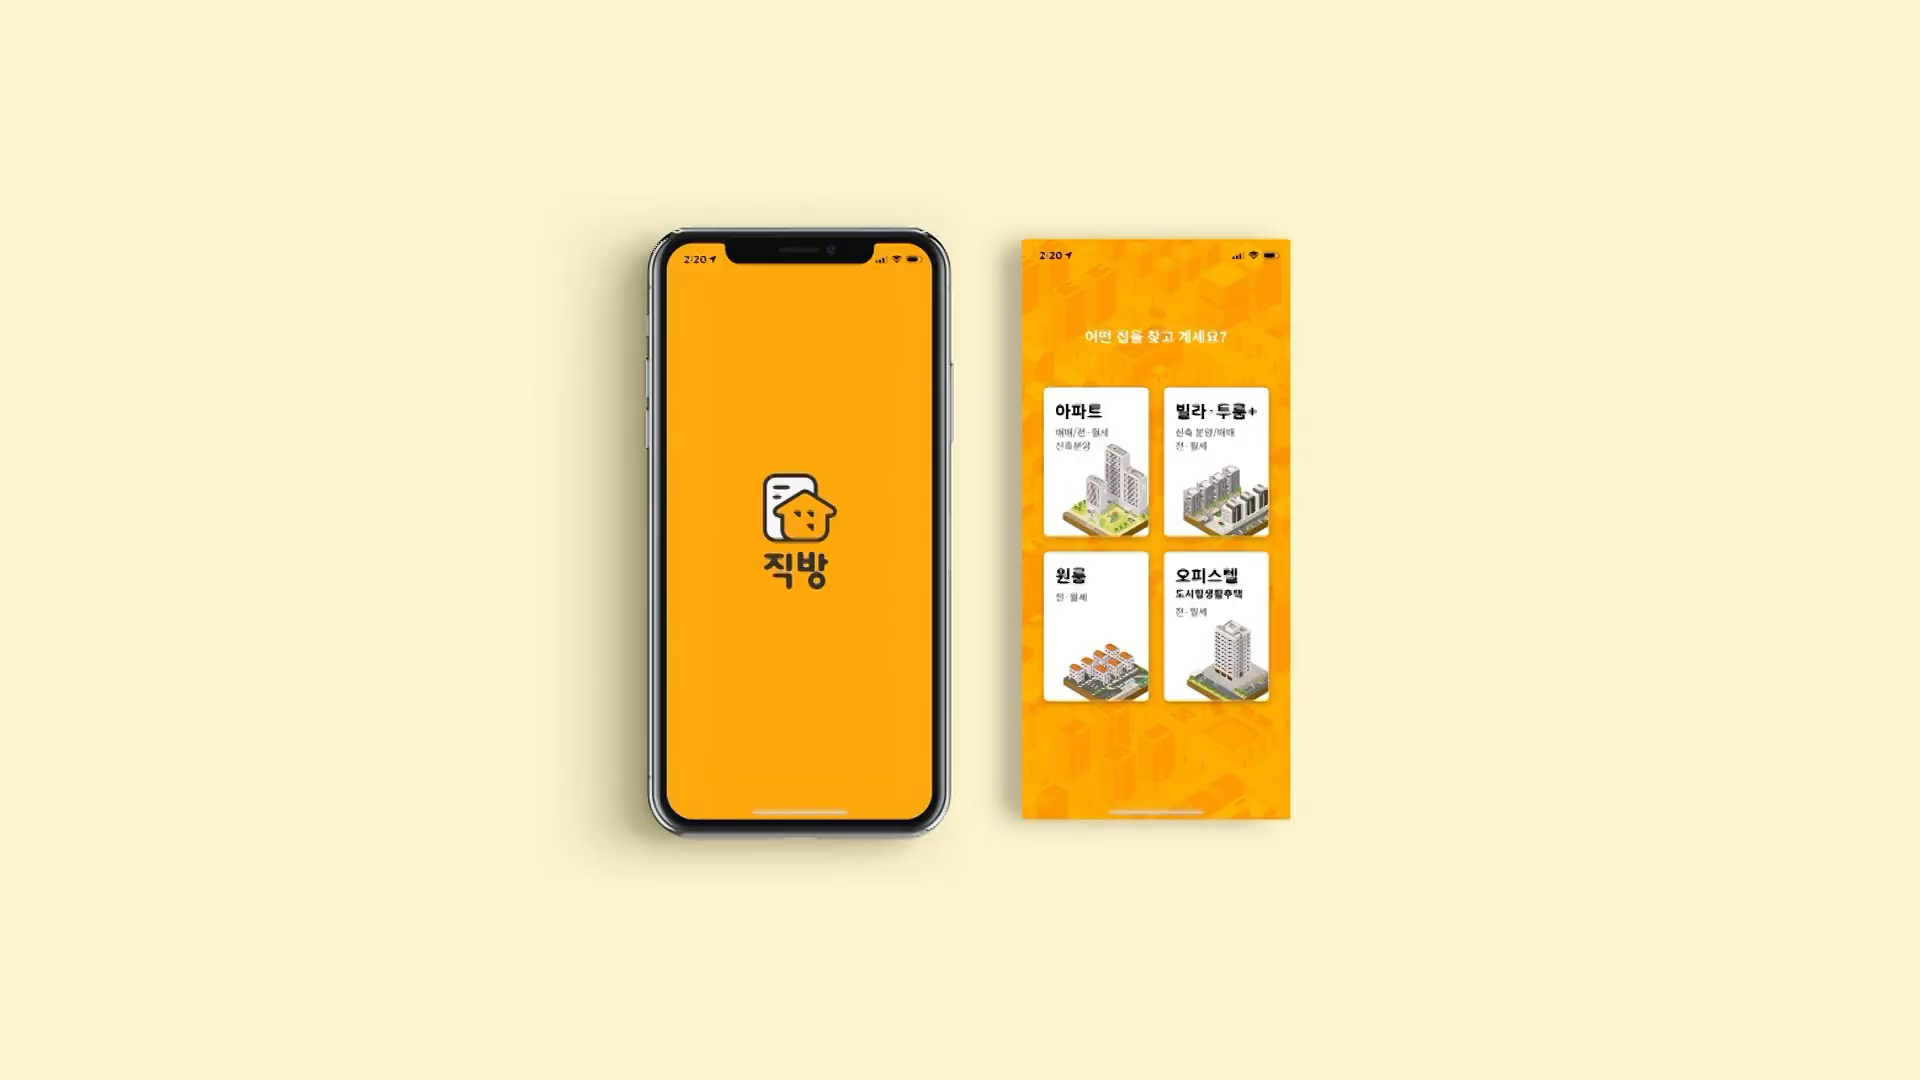 2:20
직방
2:20
어떤 집을 찾고 계세요?
아파트
매매/전·월세
신축분양
빌라·투룸+
신축 분양/매매
전·월세
원룸
전·월세
오피스텔
도시형생활주택
전·월세